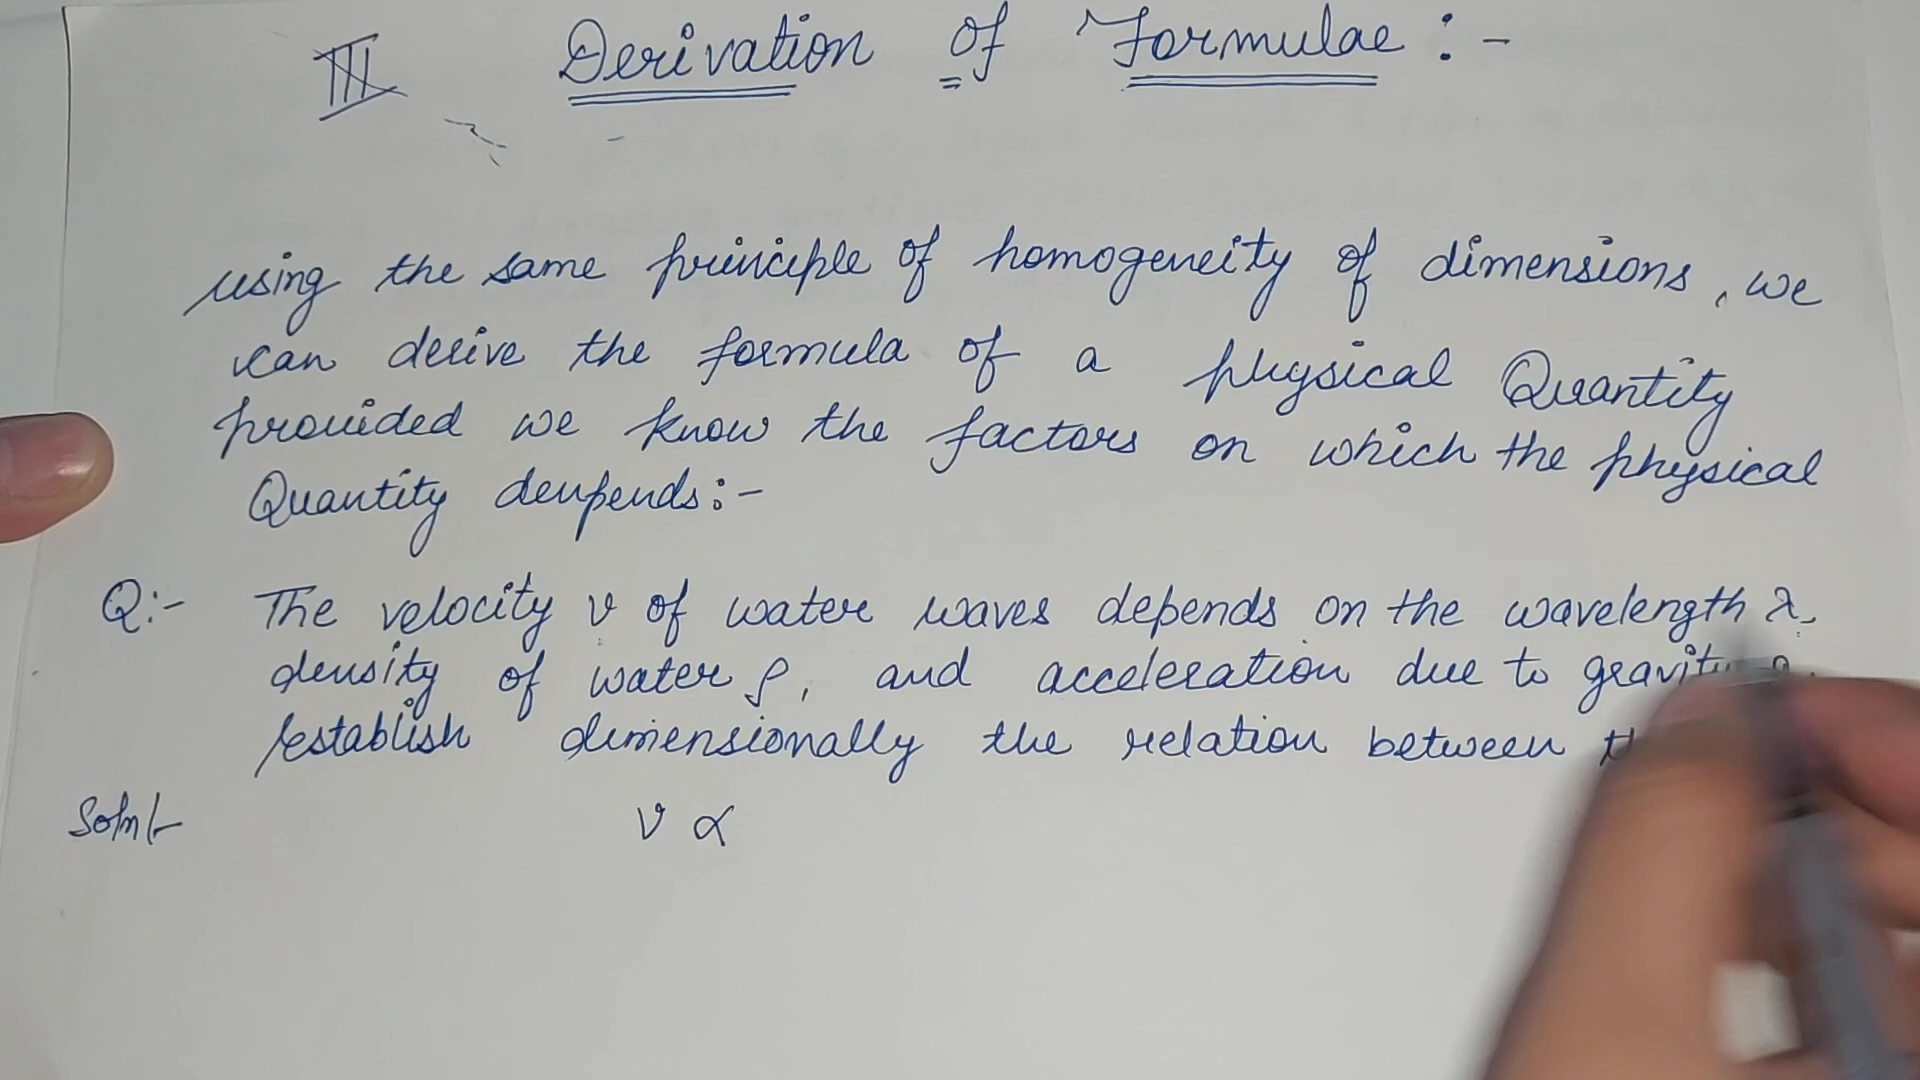 III Derivation of Formulae :-
using the same principle of homogeneity of dimensions, we
can derive the formula of a physical Quantity
provided we know the factors on which the physical
Quantity denpends:-
Q:- The velocity v of water waves depends on the wavelength λ,
density of water ρ, and acceleration due to gravity g.
establish dimensionally the relation between
Soln:- v ∝